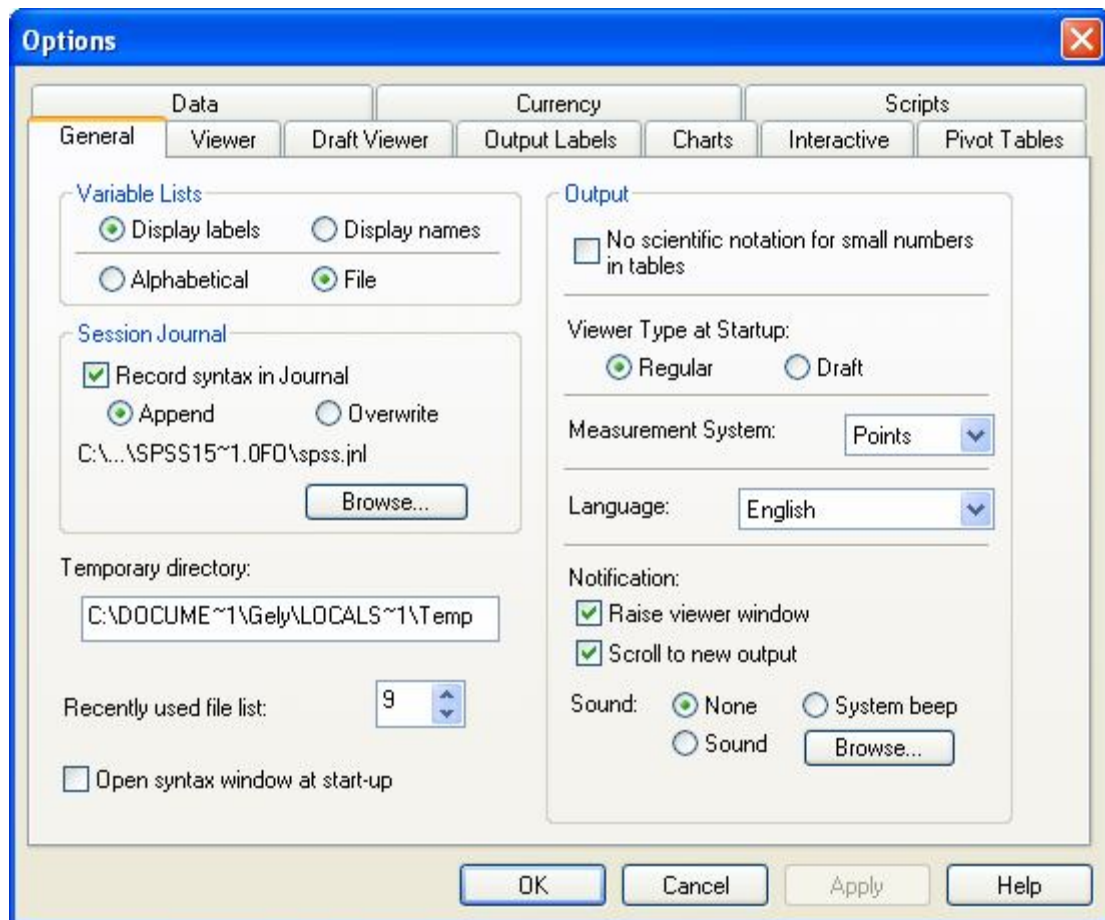 Options
Data Currency Scripts
General Viewer Draft Viewer Output Labels Charts Interactive Pivot Tables
Variable Lists
Display labels Display names
Alphabetical File
Session Journal
Record syntax in Journal
Append Overwrite
C:\...\SPSS15~1.0FO\spss.jnl
Browse...
Temporary directory:
C:\DOCUME~1\Gely\LOCALS~1\Temp
Recently used file list: 9
Open syntax window at start-up
Output
No scientific notation for small numbers
in tables
Viewer Type at Startup:
Regular Draft
Measurement System: Points
Language: English
Notification:
Raise viewer window
Scroll to new output
Sound: None System beep
Sound Browse...
OK Cancel Apply Help